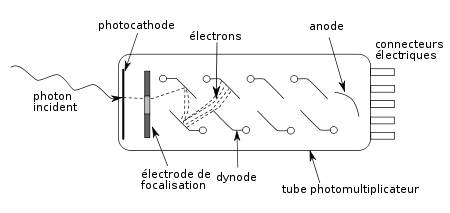 photocathode
électrons
anode
connecteurs
électriques
photon
incident
électrode de
focalisation
dynode
tube photomultiplicateur